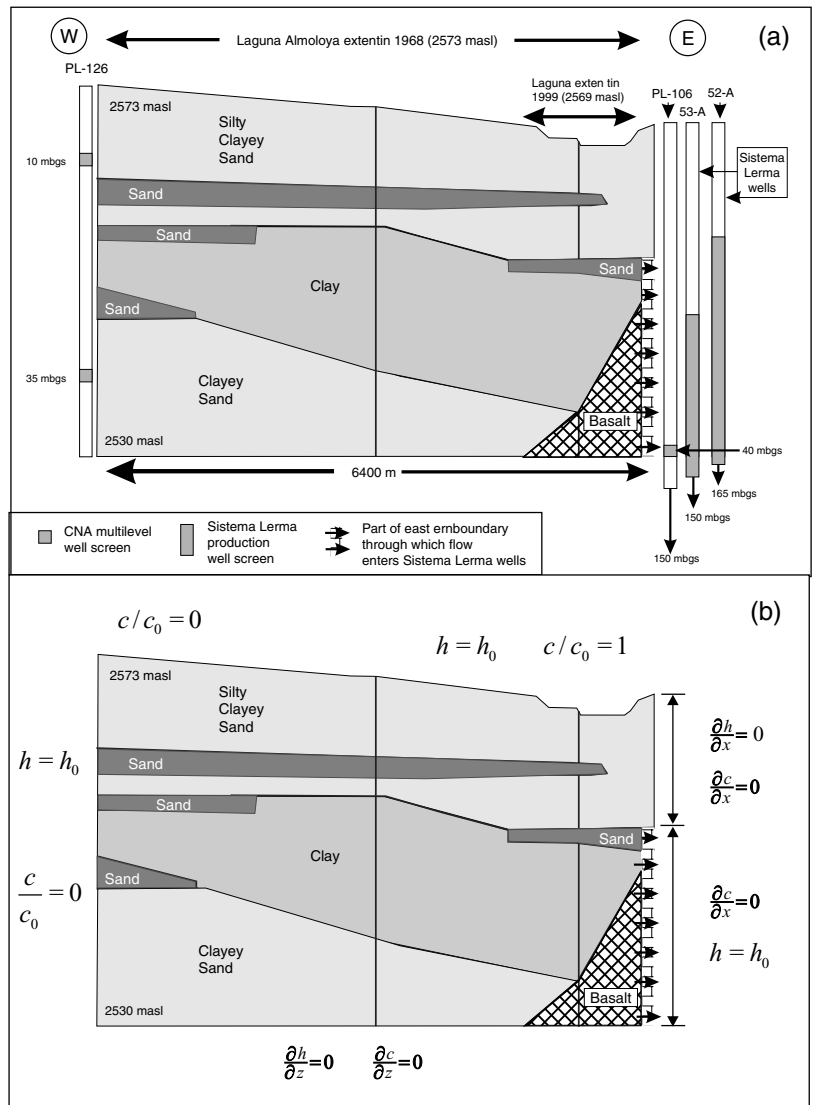 W
Laguna Almoloya extentin 1968 (2573 masl)
E
(a)
PL-126
Laguna exten tin
1999 (2569 masl)
PL-106
53-A
52-A
2573 masl
Silty
Clayey
Sand
10 mbgs
Sistema
Lerma
wells
Sand
Sand
Sand
Clay
Sand
35 mbgs
Clayey
Sand
Basalt
2530 masl
40 mbgs
6400 m
165 mbgs
150 mbgs
150 mbgs
CNA multilevel
well screen
Sistema Lerma
production
well screen
Part of east ernboundary
through which flow
enters Sistema Lerma wells
(b)
c/c₀ = 0
h = h₀
c/c₀ = 1
2573 masl
Silty
Clayey
Sand
∂h/∂x = 0
h = h₀
Sand
∂c/∂x=0
Sand
Sand
Clay
Sand
c/c₀ = 0
∂c/∂x=0
Clayey
Sand
h = h₀
Basalt
2530 masl
∂h/∂z=0
∂c/∂z=0